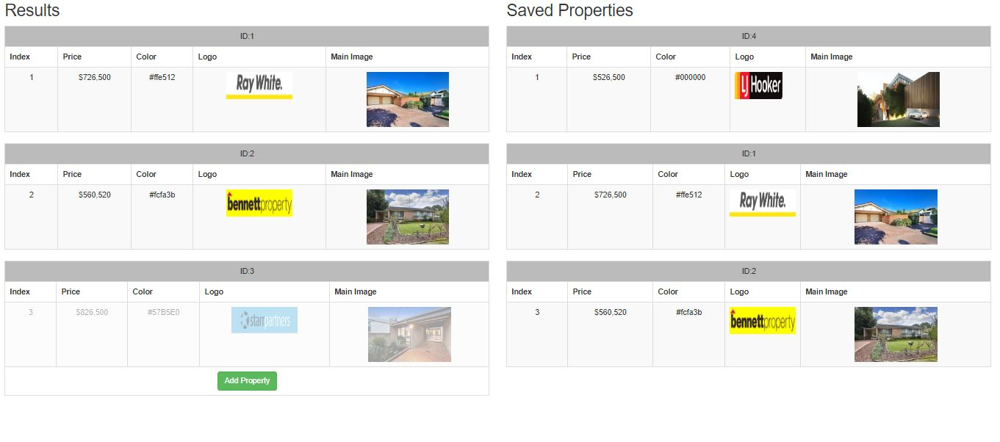 Results
ID:1
Index Price Color Logo Main Image
1 $726,500 #ffe512 Ray White.
ID:2
Index Price Color Logo Main Image
2 $560,520 #fcfa3b bennettproperty
ID:3
Index Price Color Logo Main Image
3 $826,500 #57B5E0 starrpartners
Add Property
Saved Properties
ID:4
Index Price Color Logo Main Image
1 $526,500 #000000 LJ Hooker
ID:1
Index Price Color Logo Main Image
2 $726,500 #ffe512 Ray White.
ID:2
Index Price Color Logo Main Image
3 $560,520 #fcfa3b bennettproperty